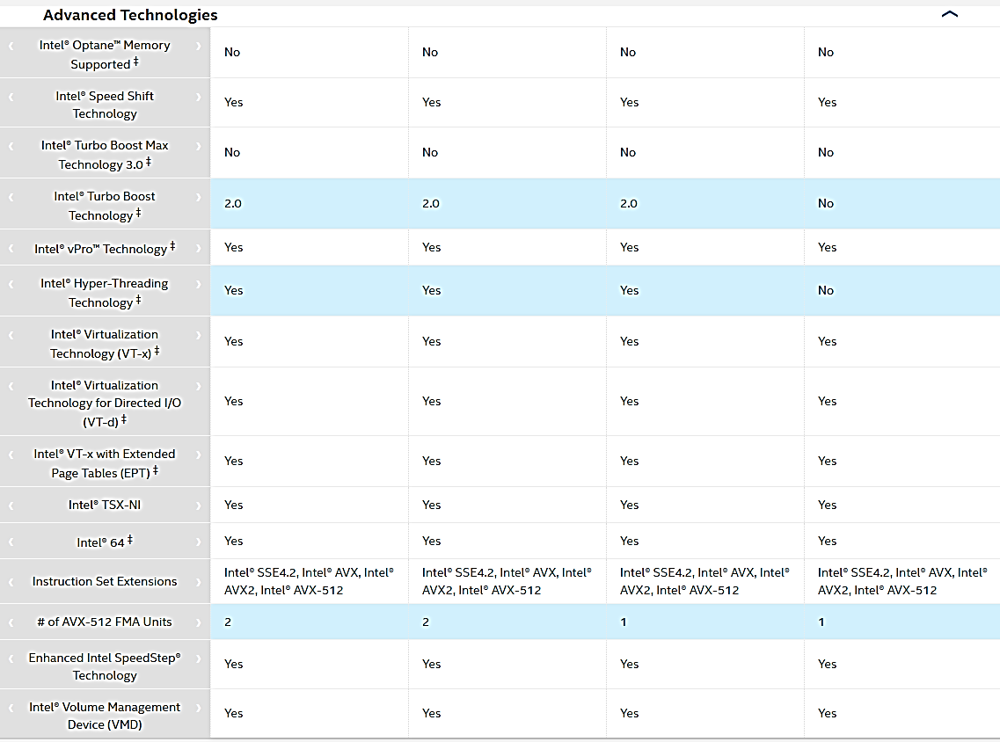 Advanced Technologies
Intel® Optane™ Memory
Supported ‡
No No No No
Intel® Speed Shift
Technology
Yes Yes Yes Yes
Intel® Turbo Boost Max
Technology 3.0 ‡
No No No No
Intel® Turbo Boost
Technology ‡
2.0 2.0 2.0 No
Intel® vPro™ Technology ‡ Yes Yes Yes Yes
Intel® Hyper-Threading
Technology ‡
Yes Yes Yes No
Intel® Virtualization
Technology (VT-x) ‡
Yes Yes Yes Yes
Intel® Virtualization
Technology for Directed I/O
(VT-d) ‡
Yes Yes Yes Yes
Intel® VT-x with Extended
Page Tables (EPT) ‡
Yes Yes Yes Yes
Intel® TSX-NI Yes Yes Yes Yes
Intel® 64 ‡ Yes Yes Yes Yes
Instruction Set Extensions
Intel® SSE4.2, Intel® AVX, Intel® Intel® SSE4.2, Intel® AVX, Intel® Intel® SSE4.2, Intel® AVX, Intel® Intel® SSE4.2, Intel® AVX, Intel®
AVX2, Intel® AVX-512 AVX2, Intel® AVX-512 AVX2, Intel® AVX-512 AVX2, Intel® AVX-512
# of AVX-512 FMA Units 2 2 1 1
Enhanced Intel SpeedStep®
Technology
Yes Yes Yes Yes
Intel® Volume Management
Device (VMD)
Yes Yes Yes Yes